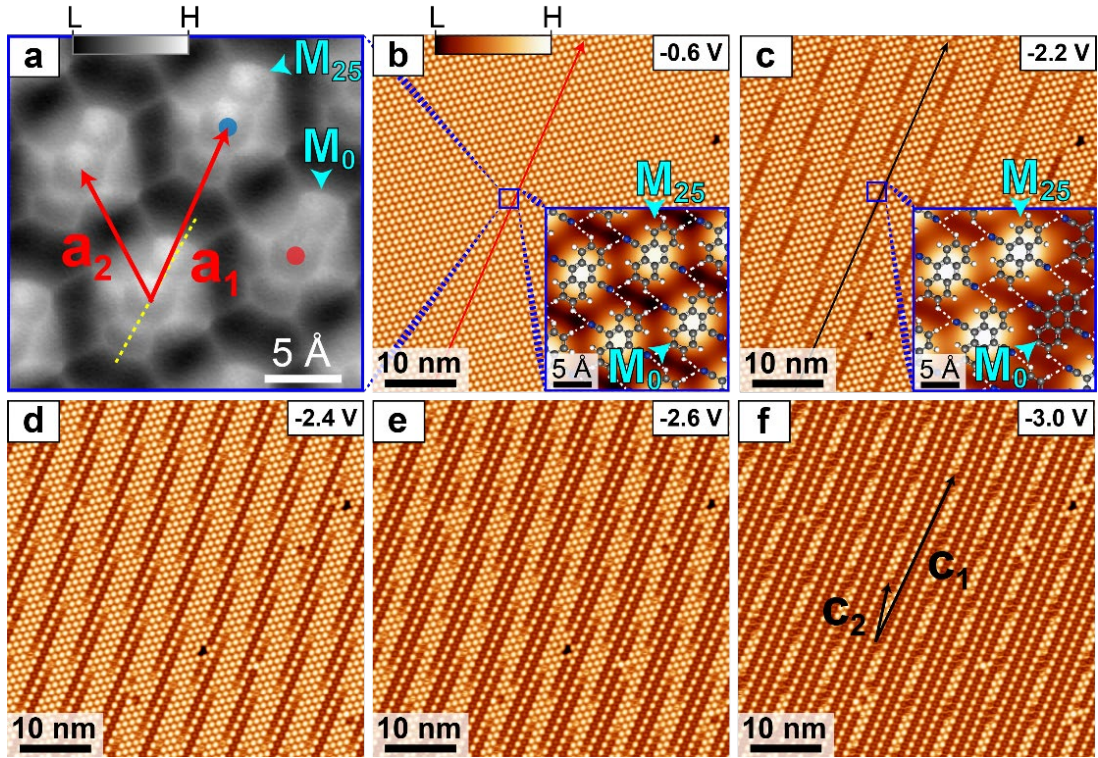 L H
a
M25
M0
a2
a1
5 Å
L H
b
-0.6 V
M25
M0
5 Å
10 nm
c
-2.2 V
M25
M0
5 Å
10 nm
d
-2.4 V
10 nm
e
-2.6 V
10 nm
f
-3.0 V
c1
c2
10 nm